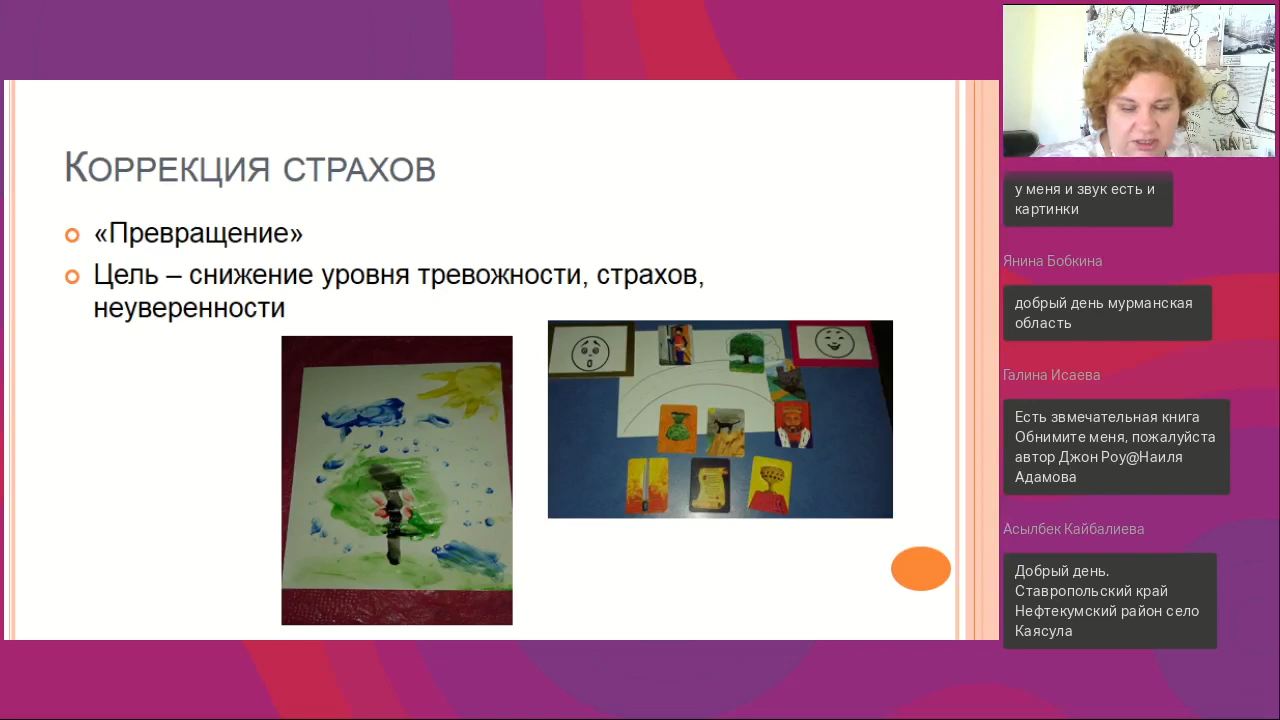 КОРРЕКЦИЯ СТРАХОВ
«Превращение»
Цель – снижение уровня тревожности, страхов,
неуверенности
TRAVEL
у меня и звук есть и
картинки
Янина Бобкина
добрый день мурманская
область
Галина Исаева
Есть звмечательная книга
Обнимите меня, пожалуйста
автор Джон Роу@Наиля
Адамова
Асылбек Кайбалиева
Добрый день.
Ставропольский край
Нефтекумский район село
Каясула